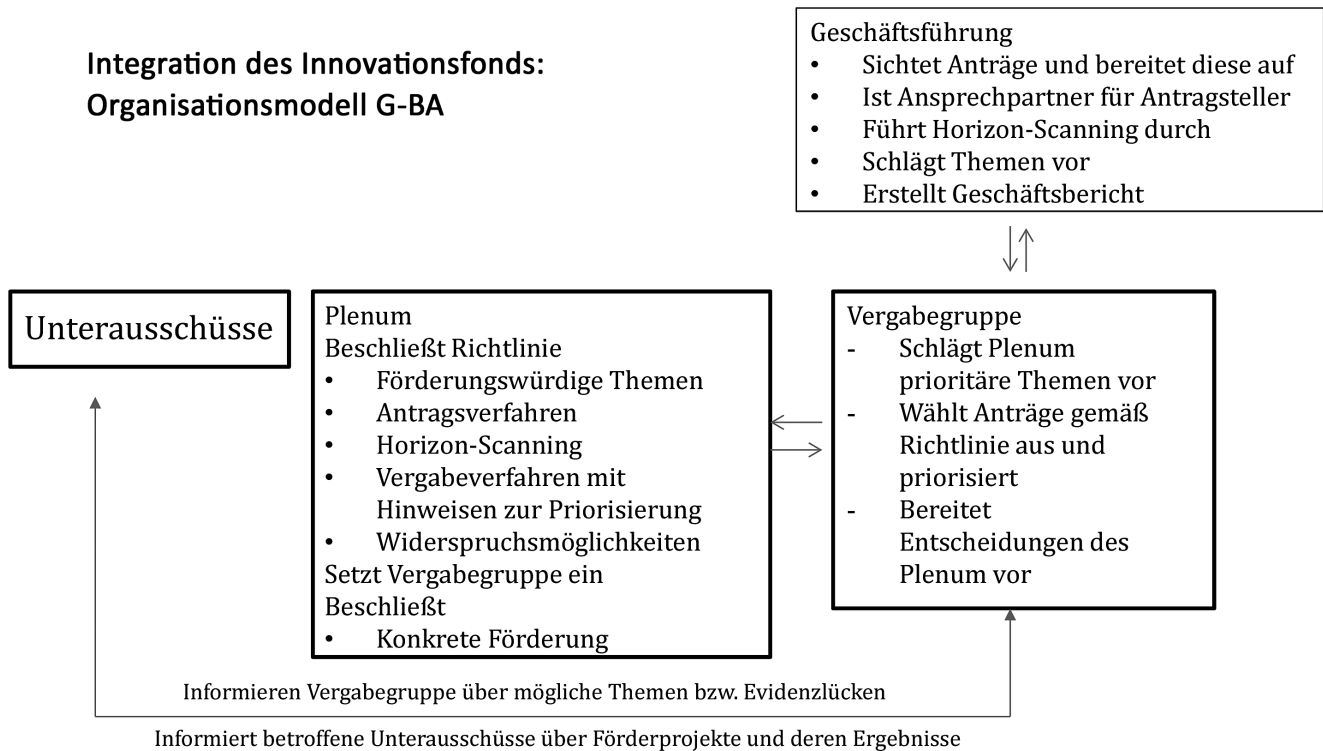 Integration des Innovationsfonds:
Organisationsmodell G-BA
Geschäftsführung
• Sichtet Anträge und bereitet diese auf
• Ist Ansprechpartner für Antragsteller
• Führt Horizon-Scanning durch
• Schlägt Themen vor
• Erstellt Geschäftsbericht
Unterausschüsse
Plenum
Beschließt Richtlinie
• Förderungswürdige Themen
• Antragsverfahren
• Horizon-Scanning
• Vergabeverfahren mit
Hinweisen zur Priorisierung
• Widerspruchsmöglichkeiten
Setzt Vergabegruppe ein
Beschließt
• Konkrete Förderung
Vergabegruppe
- Schlägt Plenum
prioritäre Themen vor
- Wählt Anträge gemäß
Richtlinie aus und
priorisiert
- Bereitet
Entscheidungen des
Plenum vor
Informieren Vergabegruppe über mögliche Themen bzw. Evidenzlücken
Informiert betroffene Unterausschüsse über Förderprojekte und deren Ergebnisse